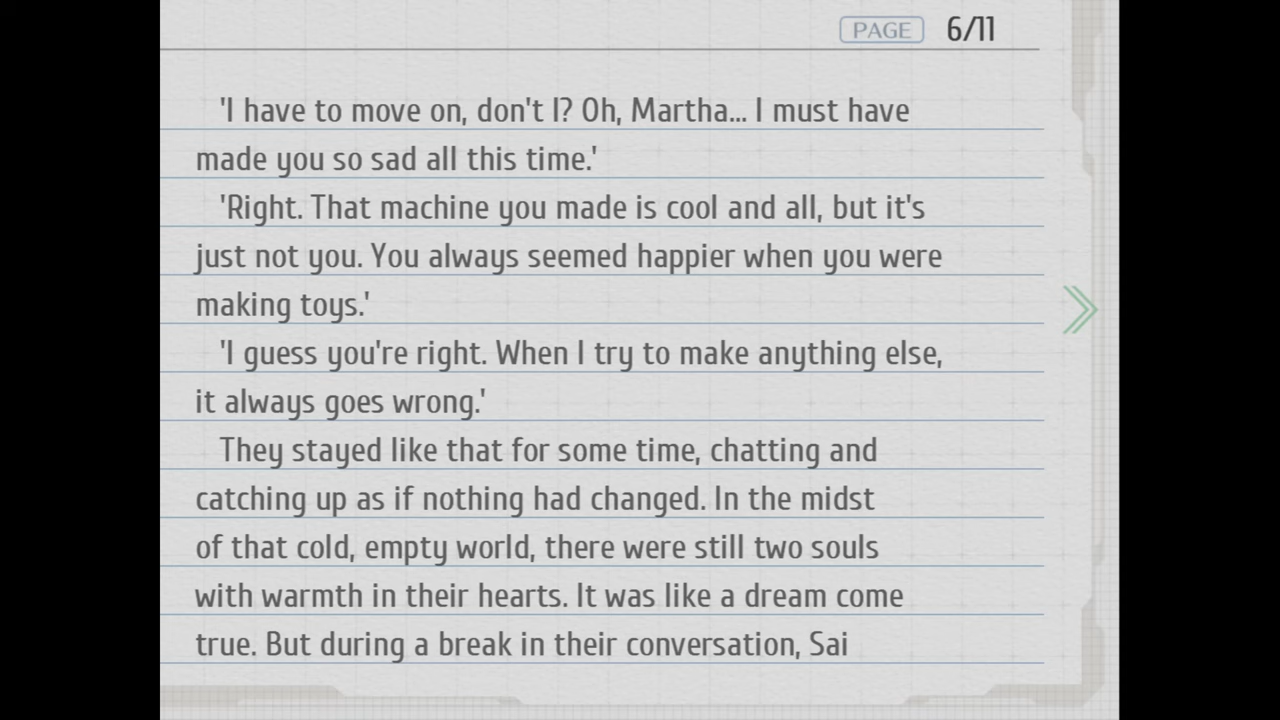 PAGE 6/11
'I have to move on, don't I? Oh, Martha... I must have
made you so sad all this time.'
'Right. That machine you made is cool and all, but it's
just not you. You always seemed happier when you were
making toys.'
'I guess you're right. When I try to make anything else,
it always goes wrong.'
They stayed like that for some time, chatting and
catching up as if nothing had changed. In the midst
of that cold, empty world, there were still two souls
with warmth in their hearts. It was like a dream come
true. But during a break in their conversation, Sai